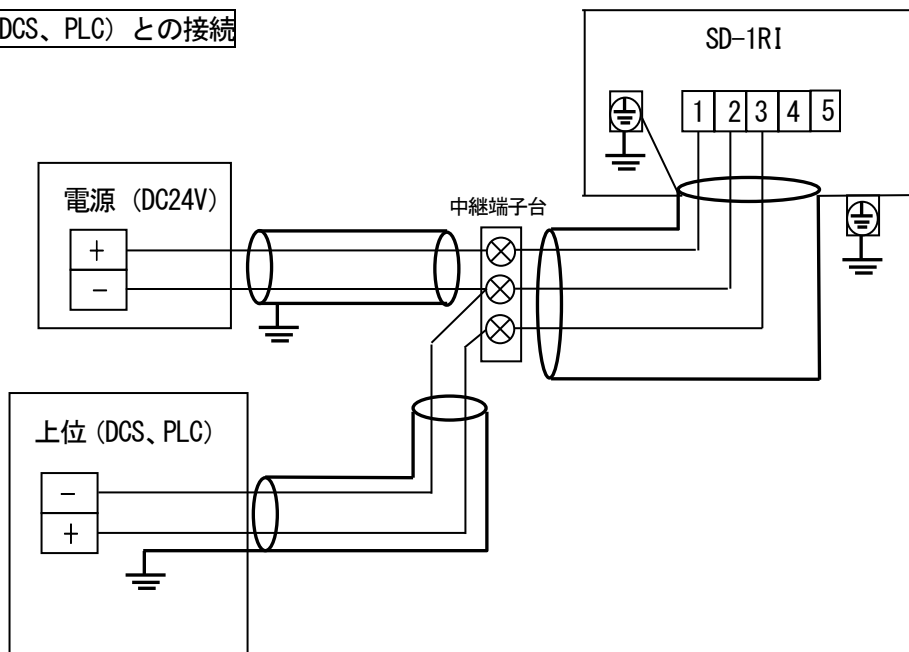 DCS、PLC) との接続
SD-1RI
1 2 3 4 5
電源 (DC24V)
+
-
中継端子台
上位 (DCS、PLC)
-
+